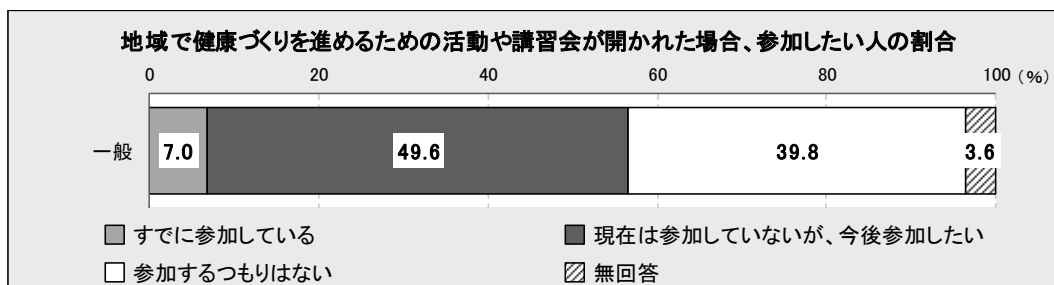 地域で健康づくりを進めるための活動や講習会が開かれた場合、参加したい人の割合
0 20 40 60 80 100 (%)
一般 7.0 49.6 39.8 3.6
すでに参加している 現在は参加していないが、今後参加したい
参加するつもりはない 無回答